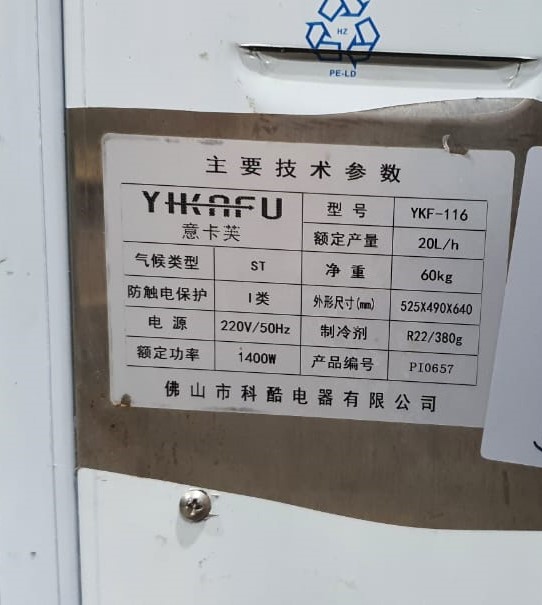 HZ
PE-LD
主要技术参数
YIKAFU
意卡芙
型号 YKF-116
额定产量 20L/h
气候类型 ST 净重 60kg
防触电保护 I类 外形尺寸(mm) 525X490X640
电源 220V/50Hz 制冷剂 R22/380g
额定功率 1400W 产品编号 PI0657
佛山市科酷电器有限公司